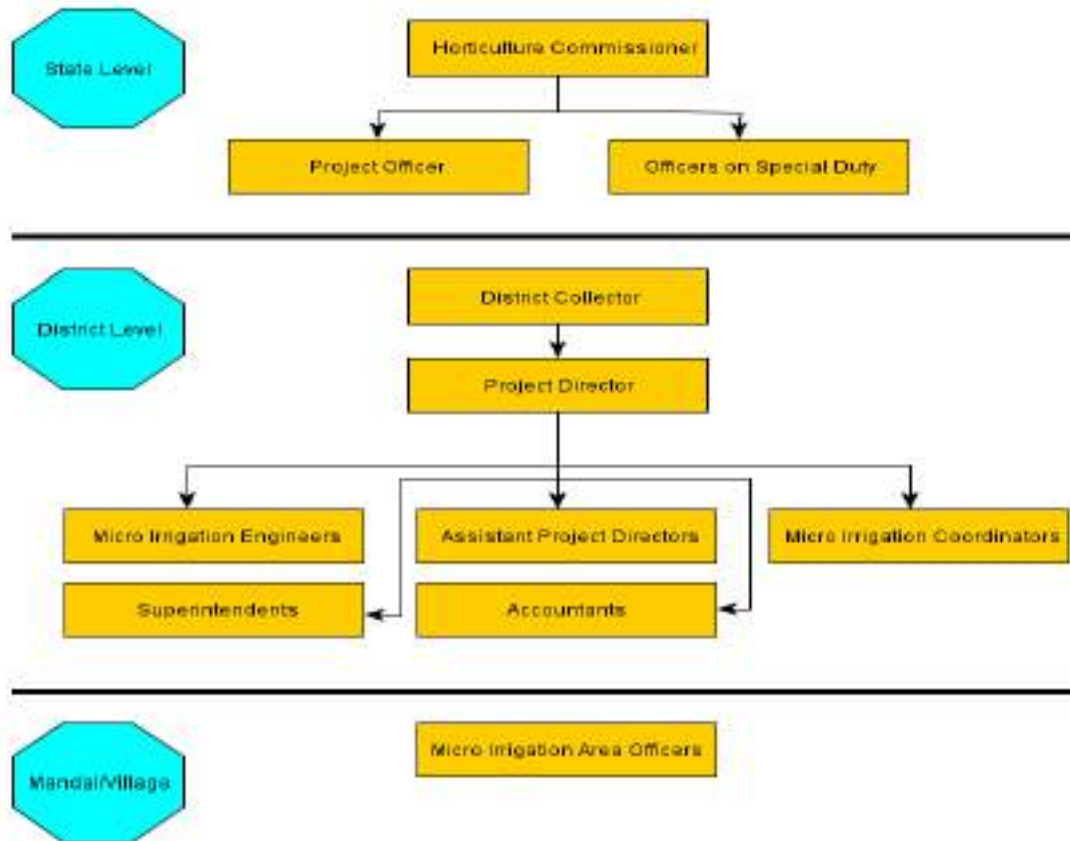 State Level
Horticulture Commissioner
Project Officer
Officers on Special Duty
District Level
District Collector
Project Director
Micro Irrigation Engineers
Assistant Project Directors
Micro Irrigation Coordinators
Superintendents
Accountants
Mandal/Village
Micro Irrigation Area Officers